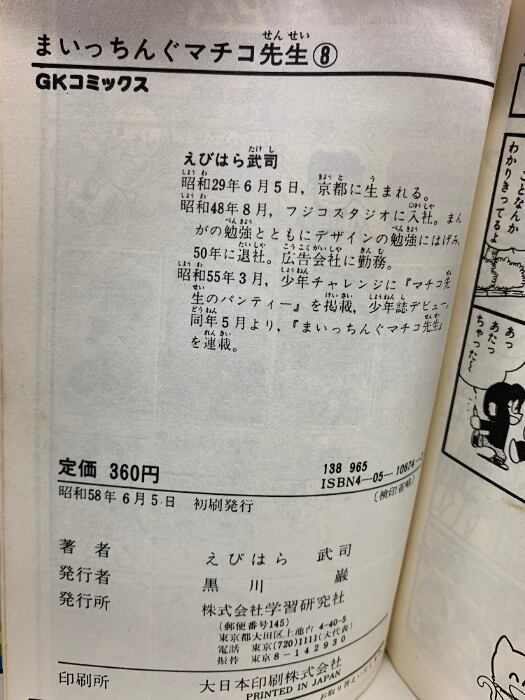 まいっちんぐマチコ先生⑧
GKコミックス
えびはら武司
昭和29年6月5日，京都に生まれる。
昭和48年8月，フジコスタジオに入社。まん
がの勉強とともにデザインの勉強にはげみ，
50年に退社。広告会社に勤務。
昭和55年3月，少年チャレンジに『マチコ先
生のパンティー』を掲載，少年誌デビュー，
同年5月より，『まいっちんぐマチコ先生』
を連載。
定価 360円
138 965
ISBN4―05―10674
昭和58年6月5日 初刷発行
〔検印省略〕
著者 えびはら 武司
発行者 黒川 巌
発行所 株式会社学習研究社
(郵便番号145)
東京都大田区上池台 4-40-5
電話 東京(720)1111(大代表)
振替 東京8―142930
印刷所 大日本印刷株式会社
PRINTED IN JAPAN
ことなんか
わかりきってるよ
あっ
あたっ
ちゃった〜